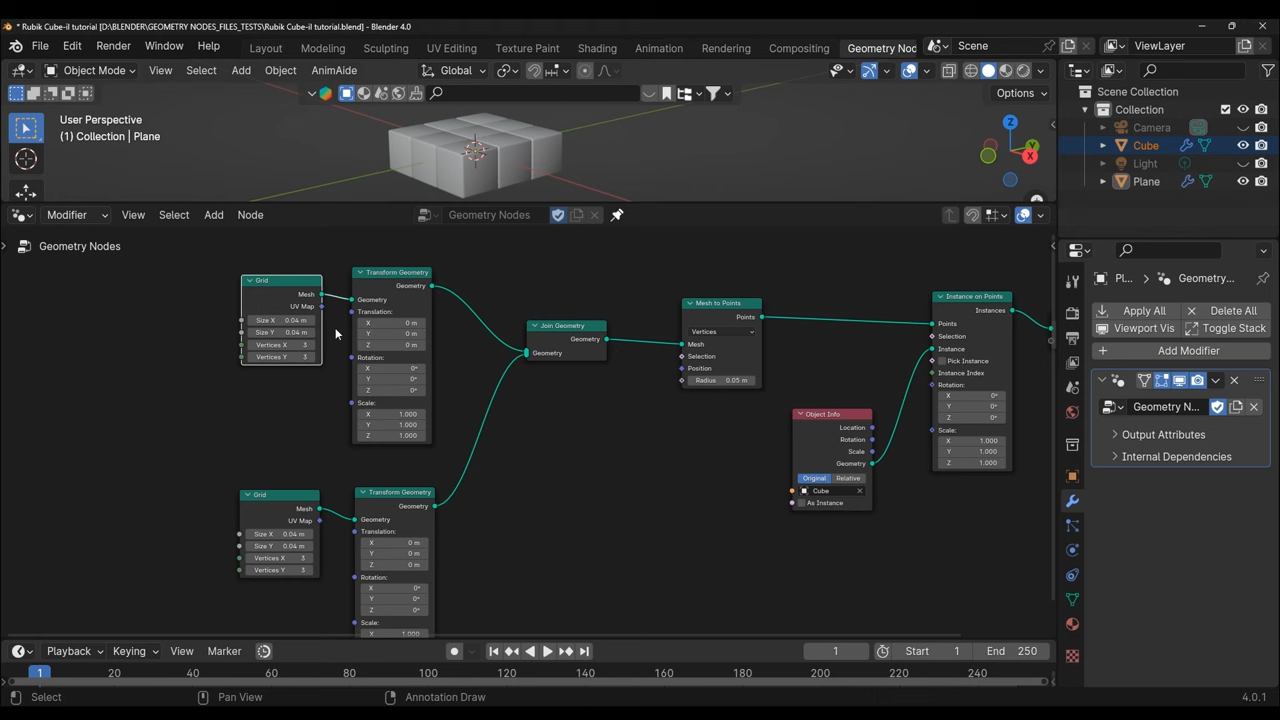 * Rubik Cube-il tutorial [D:\BLENDER\GEOMETRY NODES_FILES_TESTS\Rubik Cube-il tutorial.blend] - Blender 4.0
File Edit Render Window Help Layout Modeling Sculpting UV Editing Texture Paint Shading Animation Rendering Compositing Geometry Noc Scene ViewLayer
Object Mode View Select Add Object AnimAide Global
Options
User Perspective
(1) Collection | Plane
Z
Y
X
Scene Collection
Collection
Camera
Cube
Light
Plane
Modifier View Select Add Node Geometry Nodes
Geometry Nodes
Grid
Mesh
UV Map
Size X 0.04 m
Size Y 0.04 m
Vertices X 3
Vertices Y 3
Transform Geometry
Geometry
Geometry
Translation:
X 0 m
Y 0 m
Z 0 m
Rotation:
X 0°
Y 0°
Z 0°
Scale:
X 1.000
Y 1.000
Z 1.000
Join Geometry
Geometry
Geometry
Mesh to Points
Points
Vertices
Mesh
Selection
Position
Radius 0.05 m
Instance on Points
Instances
Points
Selection
Instance
Pick Instance
Instance Index
Rotation:
X 0°
Y 0°
Z 0°
Scale:
X 1.000
Y 1.000
Z 1.000
Object Info
Location
Rotation
Scale
Geometry
Original Relative
Cube
As Instance
Grid
Mesh
UV Map
Size X 0.04 m
Size Y 0.04 m
Vertices X 3
Vertices Y 3
Transform Geometry
Geometry
Geometry
Translation:
X 0 m
Y 0 m
Z 0 m
Rotation:
X 0°
Y 0°
Z 0°
Scale:
X 1.000
Pl... Geometry...
Apply All Delete All
Viewport Vis Toggle Stack
Add Modifier
Geometry N...
Output Attributes
Internal Dependencies
Playback Keying View Marker 1 Start 1 End 250
1 20 40 60 80 100 120 140 160 180 200 220 240
Select Pan View Annotation Draw 4.0.1